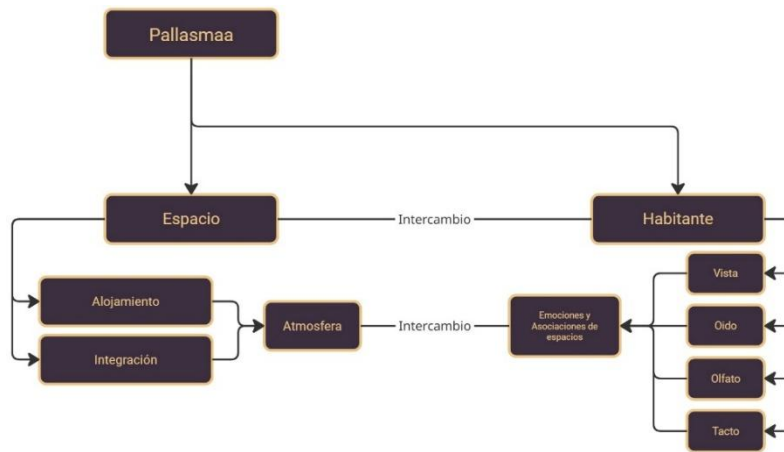 Pallasmaa
Espacio
Intercambio
Habitante
Vista
Alojamiento
Atmosfera
Intercambio
Emociones y
Asociaciones de
espacios
Oido
Integración
Olfato
Tacto